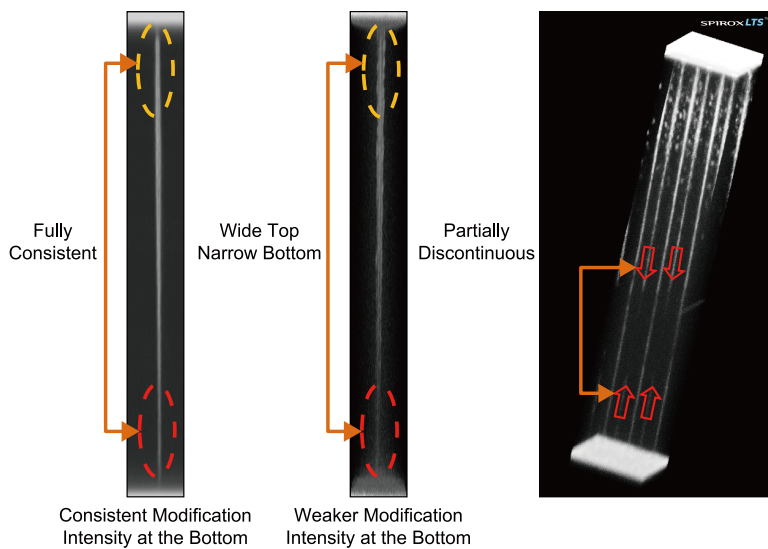 SPIROX LTS™
Fully
Consistent
Wide Top
Narrow Bottom
Partially
Discontinuous
Consistent Modification
Intensity at the Bottom
Weaker Modification
Intensity at the Bottom